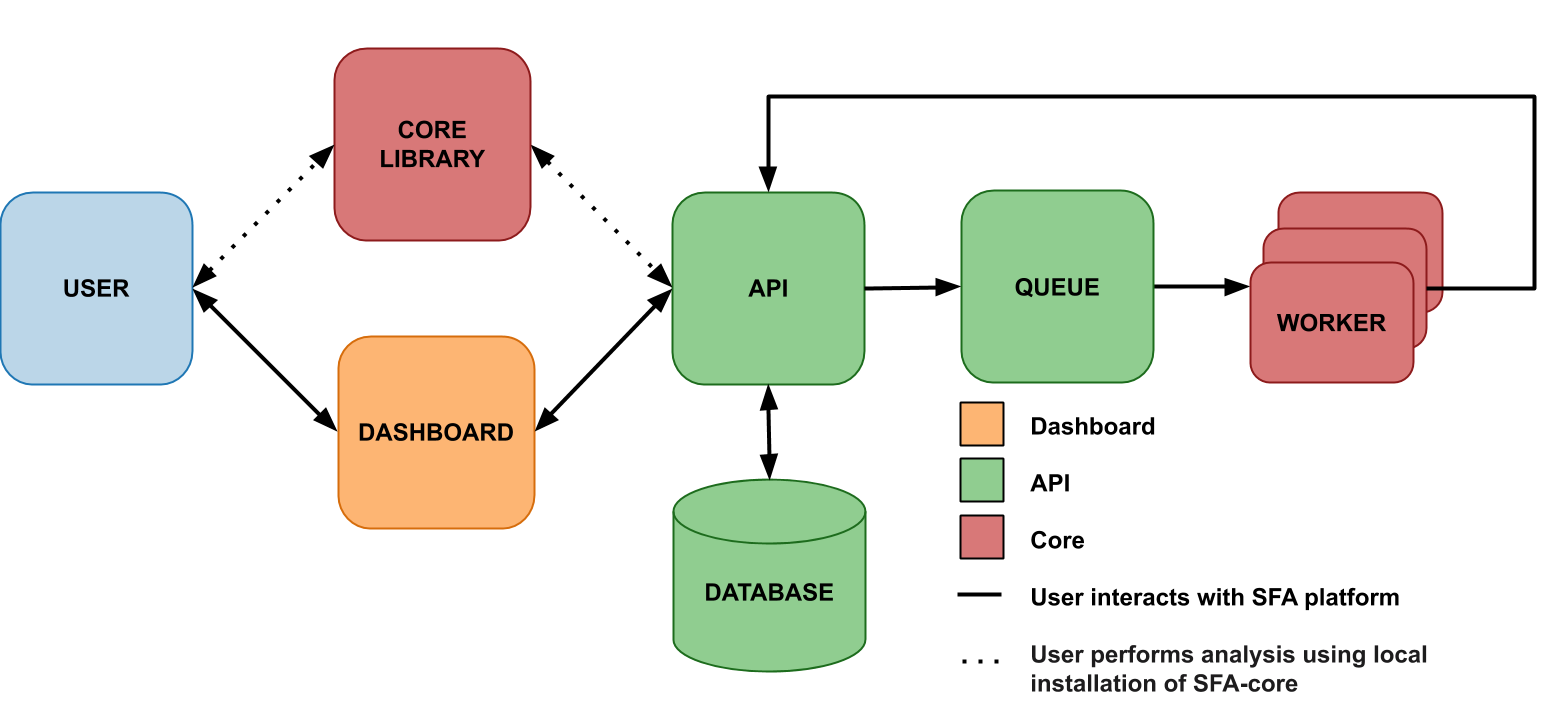 CORE
LIBRARY
USER
API
QUEUE
WORKER
DASHBOARD
DATABASE
Dashboard
API
Core
User interacts with SFA platform
User performs analysis using local
installation of SFA-core